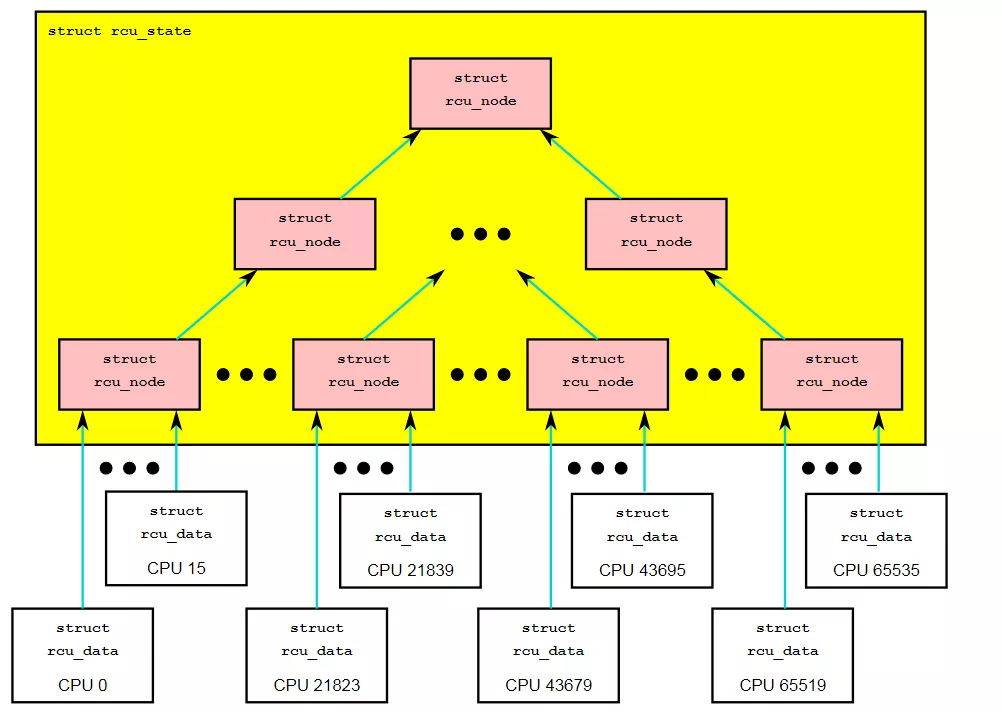 struct rcu_state
struct
rcu_node
struct
rcu_node
struct
rcu_node
struct
rcu_node
struct
rcu_node
struct
rcu_node
struct
rcu_node
struct
rcu_data
CPU 15
struct
rcu_data
CPU 21839
struct
rcu_data
CPU 43695
struct
rcu_data
CPU 65535
struct
rcu_data
CPU 0
struct
rcu_data
CPU 21823
struct
rcu_data
CPU 43679
struct
rcu_data
CPU 65519